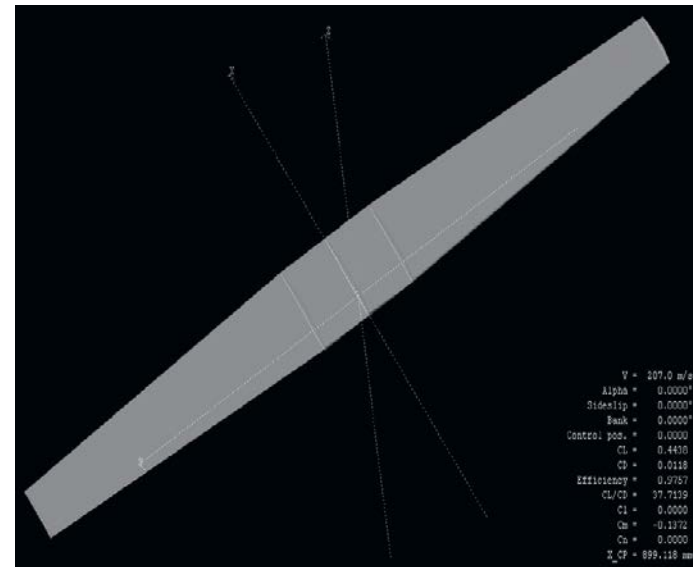 V = 207.0 m/s
Alpha = 0.0000°
Sideslip = 0.0000°
Bank = 0.0000°
Control pos. = 0.0000
CL = 0.4438
CD = 0.0118
Efficiency = 0.9757
CL/CD = 37.7139
Cl = 0.0000
Cm = -0.1372
Cn = 0.0000
X_CP = 899.118 mm